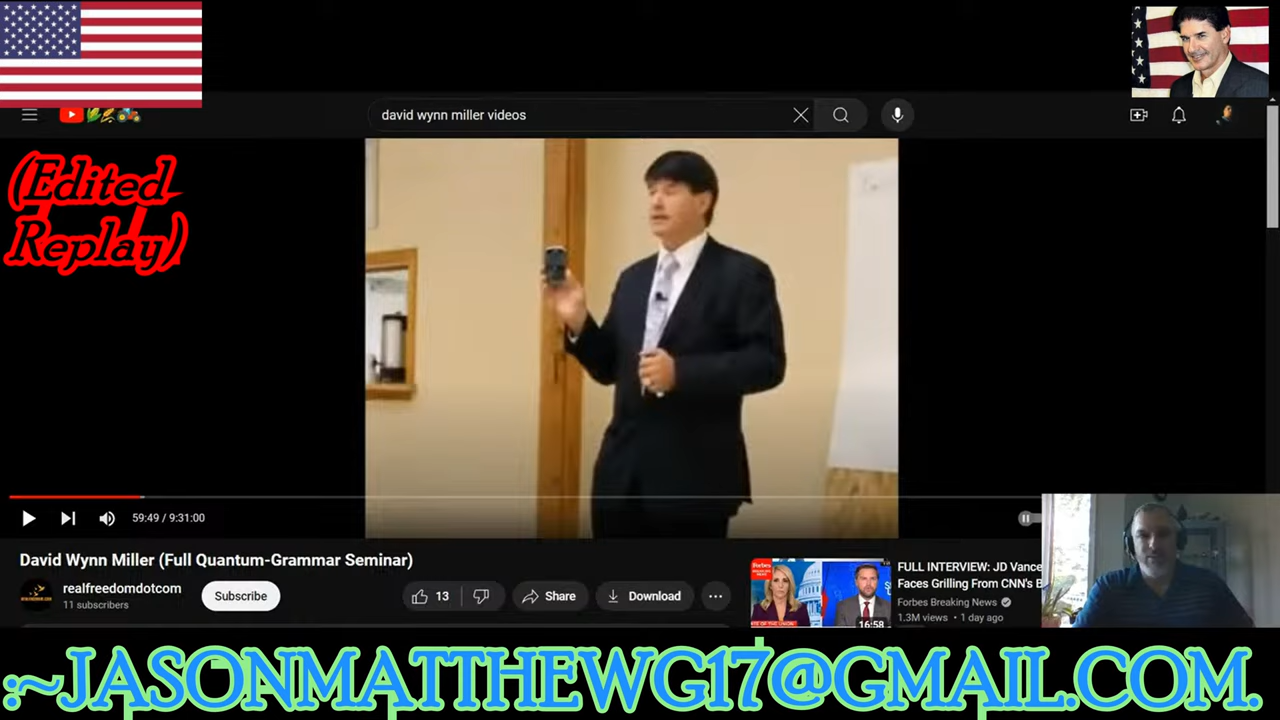 david wynn miller videos
(Edited
Replay)
59:49 / 9:31:00
David Wynn Miller (Full Quantum-Grammar Seminar)
realfreedomdotcom
11 subscribers
Subscribe
13
Share
Download
FULL INTERVIEW: JD Vance
Faces Grilling From CNN's
Forbes Breaking News
1.3M views • 1 day ago
16:58
:~JASONMATTHEWG17@GMAIL.COM.